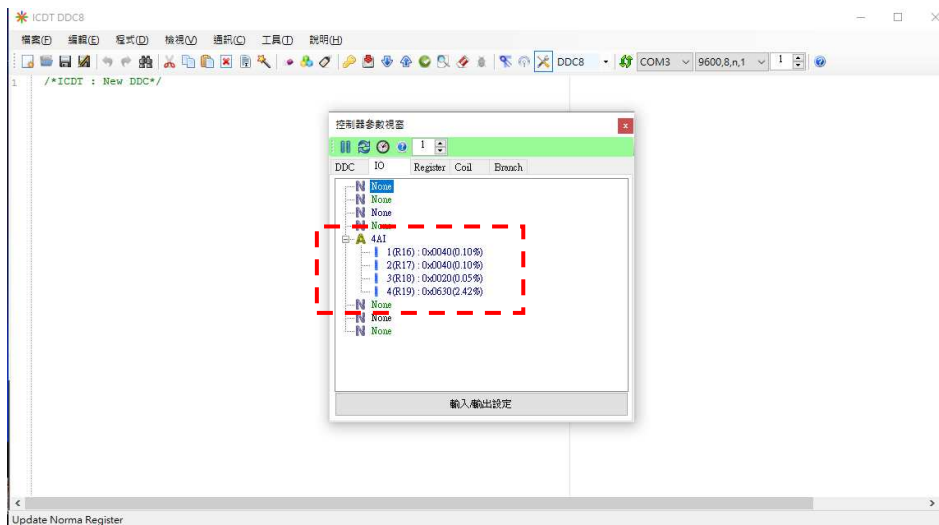 ICDT DDC8
檔案(F) 編輯(E) 程式(D) 檢視(V) 通訊(C) 工具(T) 說明(H)
DDC8 COM3 9600,8,n,1 1
1 /*ICDT : New DDC*/
控制器參數視窗 x
1
DDC IO Register Coil Branch
N None
N None
N None
N None
A 4AI
1(R16) : 0x0040(0.10%)
2(R17) : 0x0040(0.10%)
3(R18) : 0x0020(0.05%)
4(R19) : 0x0630(2.42%)
N None
N None
N None
輸入/輸出設定
Update Norma Register